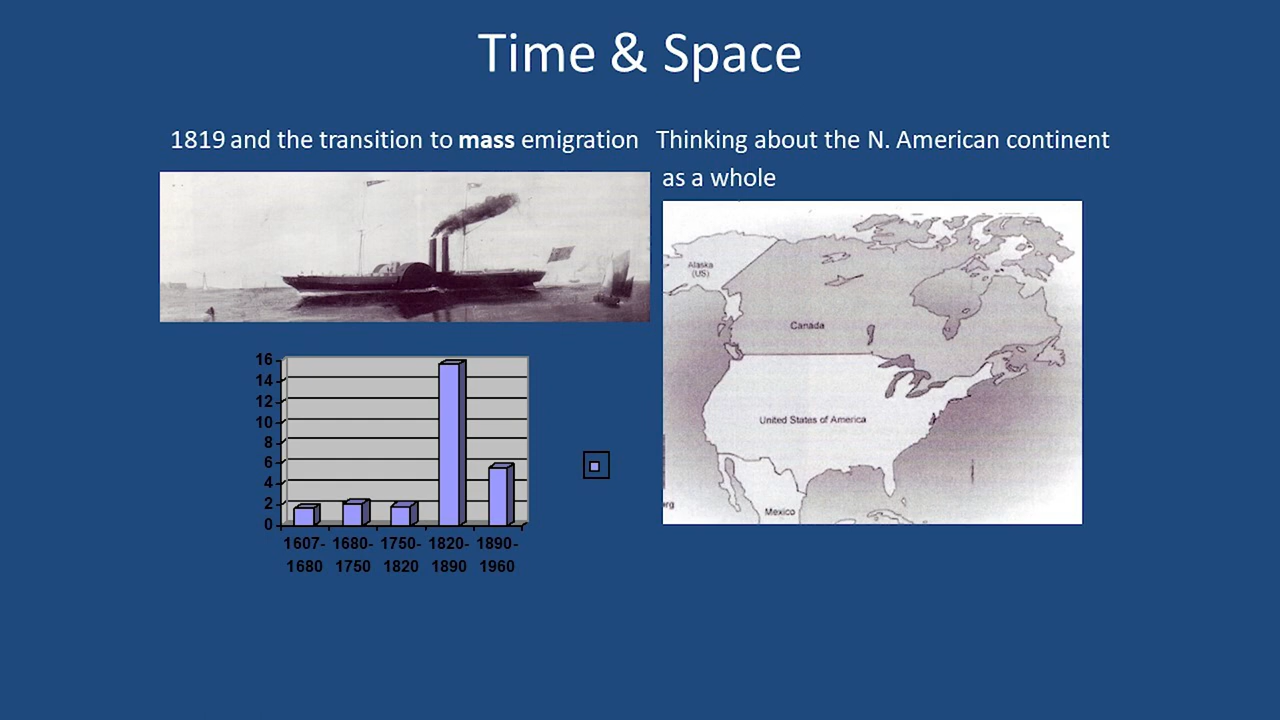 Time & Space
1819 and the transition to mass emigration
Thinking about the N. American continent
as a whole
Alaska
(US)
Canada
United States of America
Mexico
rg
16
14
12
10
8
6
4
2
0
1607- 1680- 1750- 1820- 1890-
1680 1750 1820 1890 1960